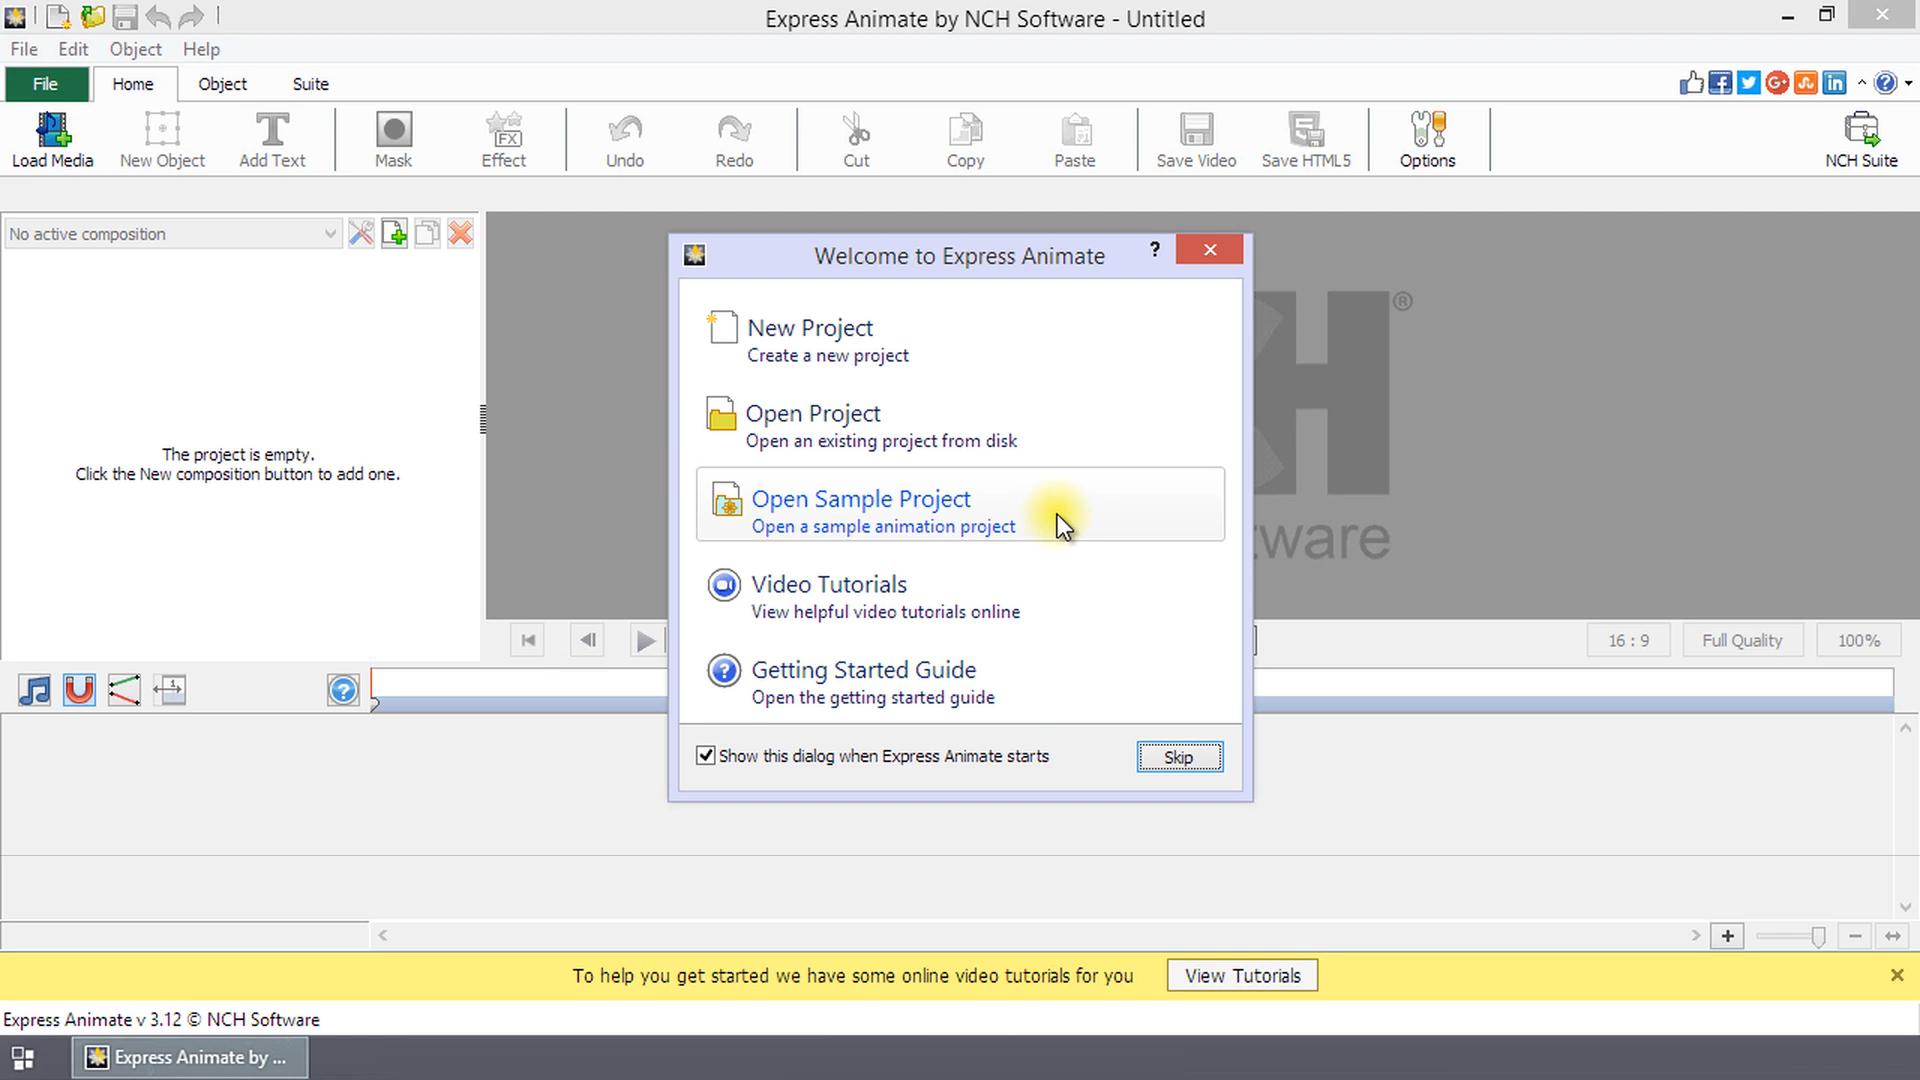 Express Animate by NCH Software - Untitled
File Edit Object Help
File Home Object Suite
Load Media New Object Add Text Mask Effect Undo Redo Cut Copy Paste Save Video Save HTML5 Options NCH Suite
No active composition
The project is empty.
Click the New composition button to add one.
Welcome to Express Animate
New Project
Create a new project
Open Project
Open an existing project from disk
Open Sample Project
Open a sample animation project
Video Tutorials
View helpful video tutorials online
Getting Started Guide
Open the getting started guide
Show this dialog when Express Animate starts
Skip
H®
tware
16 : 9 Full Quality 100%
To help you get started we have some online video tutorials for you View Tutorials
Express Animate v 3.12 © NCH Software
Express Animate by ...